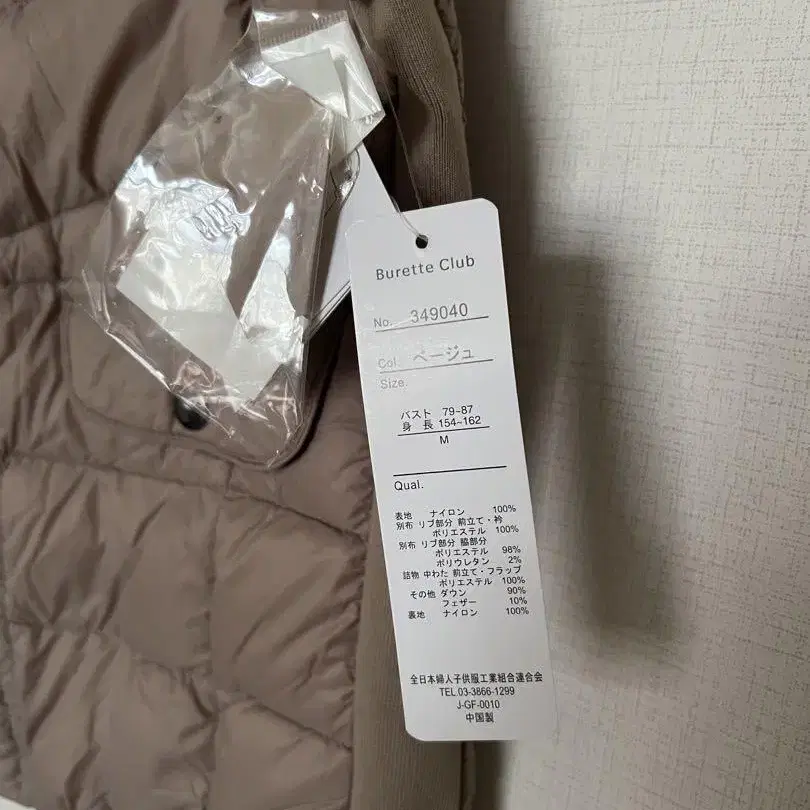 Burette Club
No. 349040
Col. ベージュ
Size.
バスト 79~87
身 長 154~162
M
Qual.
表地 ナイロン 100%
別布 リブ部分 前立て・衿
ポリエステル 100%
別布 リブ部分 脇部分
ポリエステル 98%
ポリウレタン 2%
詰物 中わた 前立て・フラップ
ポリエステル 100%
その他 ダウン 90%
フェザー 10%
裏地 ナイロン 100%
全日本婦人子供服工業組合連合会
TEL.03-3866-1299
J-GF-0010
中国製